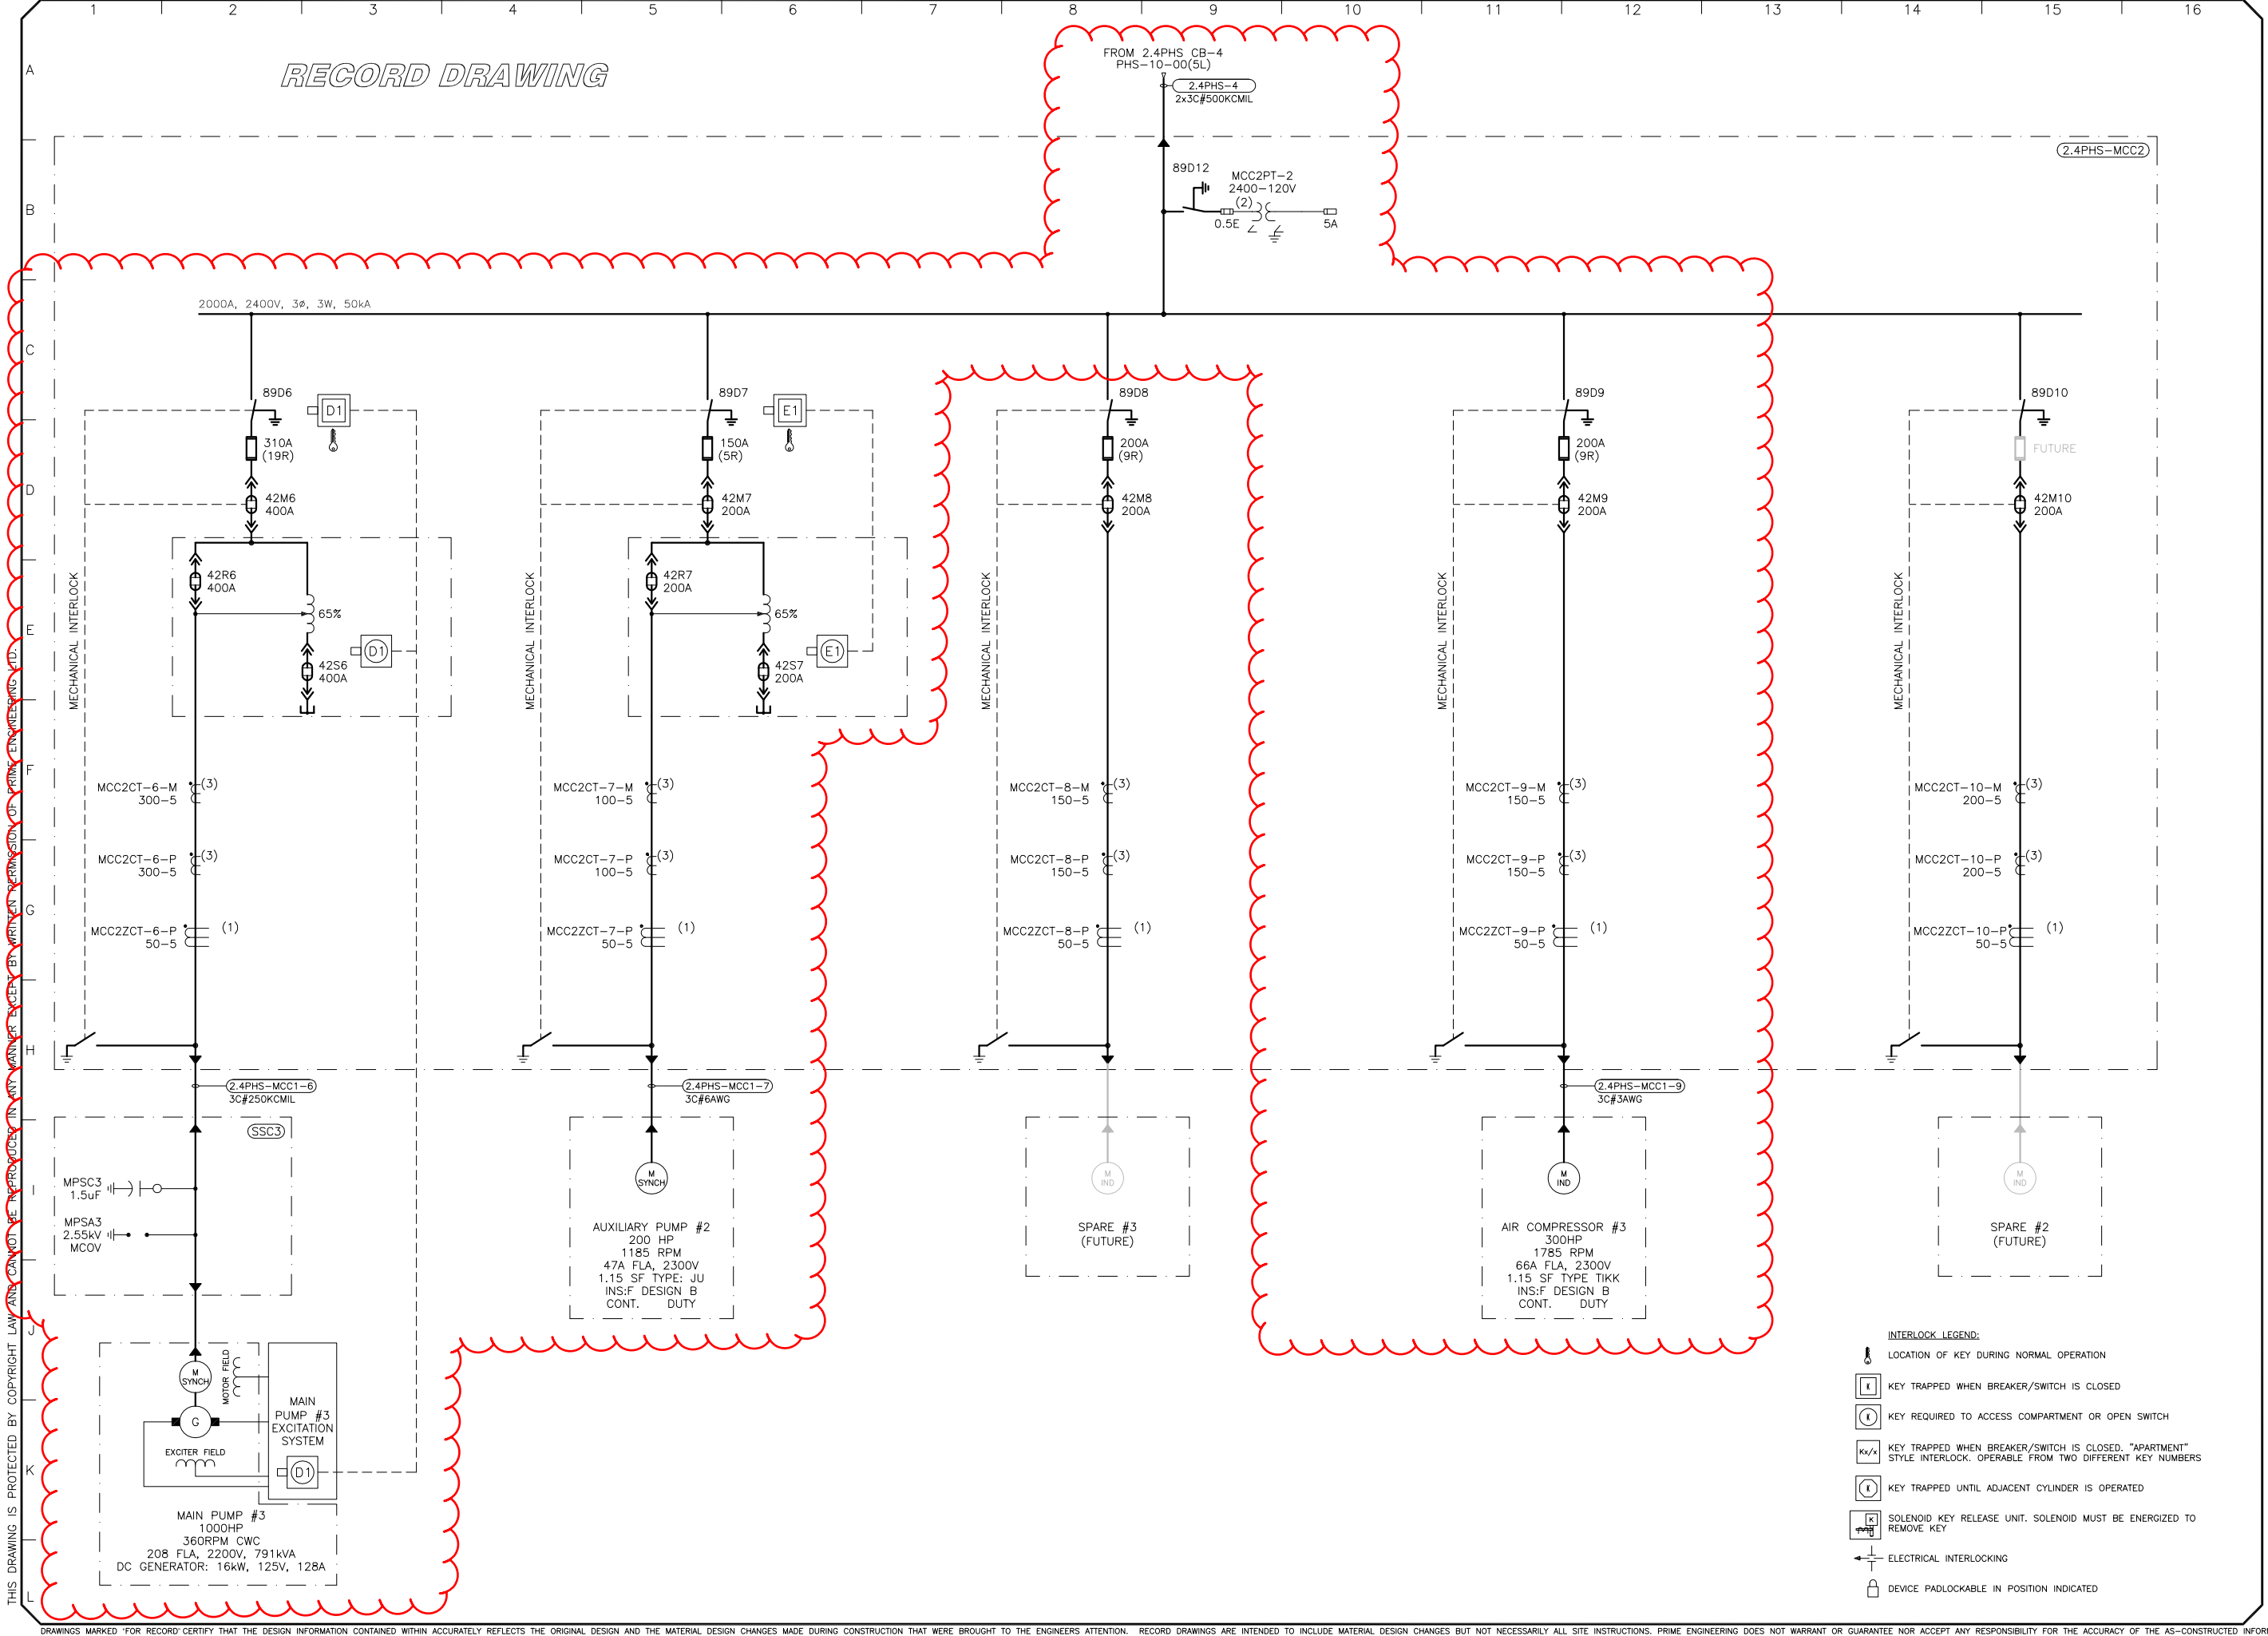 1 2 3 4 5 6 7 8 9 10 11 12 13 14 15 16
A
B
C
D
E
F
G
H
I
J
K
L
RECORD DRAWING
FROM 2.4PHS CB-4
PHS-10-00(5L)
2.4PHS-4
2x3C#500KCMIL
2.4PHS-MCC2
89D12
MCC2PT-2
2400-120V
(2)
0.5E
5A
2000A, 2400V, 3ø, 3W, 50kA
89D6
D1
310A
(19R)
42M6
400A
42R6
400A
65%
D1
42S6
400A
MECHANICAL INTERLOCK
MCC2CT-6-M
300-5
(3)
MCC2CT-6-P
300-5
(3)
MCC2ZCT-6-P
50-5
(1)
2.4PHS-MCC1-6
3C#250KCMIL
SSC3
MPSC3
1.5uF
MPSA3
2.55kV
MCOV
M
SYNCH
MOTOR FIELD
G
EXCITER FIELD
MAIN
PUMP #3
EXCITATION
SYSTEM
D1
MAIN PUMP #3
1000HP
360RPM CWC
208 FLA, 2200V, 791kVA
DC GENERATOR: 16kW, 125V, 128A
89D7
E1
150A
(5R)
42M7
200A
42R7
200A
65%
E1
42S7
200A
MECHANICAL INTERLOCK
MCC2CT-7-M
100-5
(3)
MCC2CT-7-P
100-5
(3)
MCC2ZCT-7-P
50-5
(1)
2.4PHS-MCC1-7
3C#6AWG
M
SYNCH
AUXILIARY PUMP #2
200 HP
1185 RPM
47A FLA, 2300V
1.15 SF TYPE: JU
INS:F DESIGN B
CONT. DUTY
89D8
200A
(9R)
42M8
200A
MECHANICAL INTERLOCK
MCC2CT-8-M
150-5
(3)
MCC2CT-8-P
150-5
(3)
MCC2ZCT-8-P
50-5
(1)
M
IND
SPARE #3
(FUTURE)
89D9
200A
(9R)
42M9
200A
MECHANICAL INTERLOCK
MCC2CT-9-M
150-5
(3)
MCC2CT-9-P
150-5
(3)
MCC2ZCT-9-P
50-5
(1)
2.4PHS-MCC1-9
3C#3AWG
M
IND
AIR COMPRESSOR #3
300HP
1785 RPM
66A FLA, 2300V
1.15 SF TYPE TIKK
INS:F DESIGN B
CONT. DUTY
89D10
FUTURE
42M10
200A
MECHANICAL INTERLOCK
MCC2CT-10-M
200-5
(3)
MCC2CT-10-P
200-5
(3)
MCC2ZCT-10-P
50-5
(1)
M
IND
SPARE #2
(FUTURE)
INTERLOCK LEGEND:
LOCATION OF KEY DURING NORMAL OPERATION
K KEY TRAPPED WHEN BREAKER/SWITCH IS CLOSED
K KEY REQUIRED TO ACCESS COMPARTMENT OR OPEN SWITCH
Kx/x KEY TRAPPED WHEN BREAKER/SWITCH IS CLOSED. "APARTMENT"
STYLE INTERLOCK. OPERABLE FROM TWO DIFFERENT KEY NUMBERS
K KEY TRAPPED UNTIL ADJACENT CYLINDER IS OPERATED
K SOLENOID KEY RELEASE UNIT. SOLENOID MUST BE ENERGIZED TO
REMOVE KEY
ELECTRICAL INTERLOCKING
DEVICE PADLOCKABLE IN POSITION INDICATED
THIS DRAWING IS PROTECTED BY COPYRIGHT LAW AND CANNOT BE REPRODUCED IN ANY MANNER EXCEPT BY WRITTEN PERMISSION OF PRIME ENGINEERING LTD.
DRAWINGS MARKED 'FOR RECORD' CERTIFY THAT THE DESIGN INFORMATION CONTAINED WITHIN ACCURATELY REFLECTS THE ORIGINAL DESIGN AND THE MATERIAL DESIGN CHANGES MADE DURING CONSTRUCTION THAT WERE BROUGHT TO THE ENGINEERS ATTENTION. RECORD DRAWINGS ARE INTENDED TO INCLUDE MATERIAL DESIGN CHANGES BUT NOT NECESSARILY ALL SITE INSTRUCTIONS. PRIME ENGINEERING DOES NOT WARRANT OR GUARANTEE NOR ACCEPT ANY RESPONSIBILITY FOR THE ACCURACY OF THE AS-CONSTRUCTED